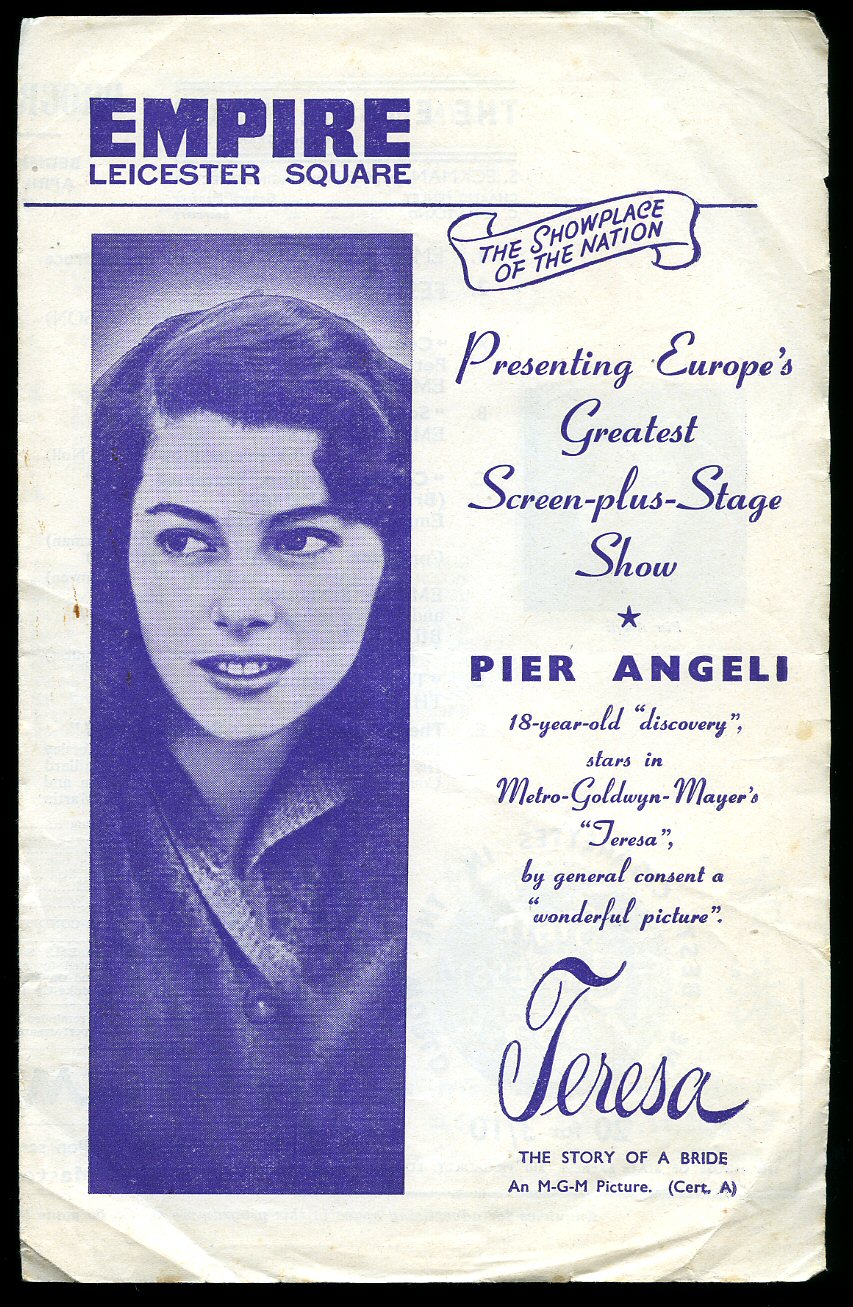 EMPIRE
LEICESTER SQUARE
THE SHOWPLACE
OF THE NATION
Presenting Europe's
Greatest
Screen-plus-Stage
Show
PIER ANGELI
18-year-old "discovery",
stars in
Metro-Goldwyn-Mayer's
"Teresa",
by general consent a
"wonderful picture".
Teresa
THE STORY OF A BRIDE
An M-G-M Picture. (Cert. A)